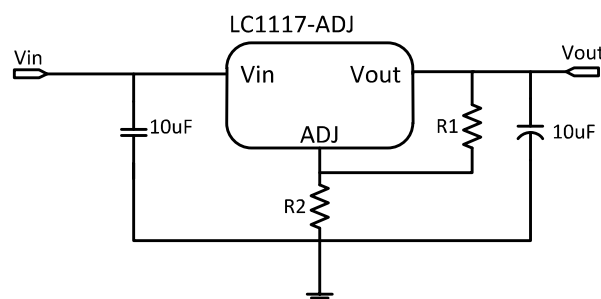 LC1117-ADJ
Vin
Vout
Vin
Vout
10uF
R1
10uF
ADJ
R2